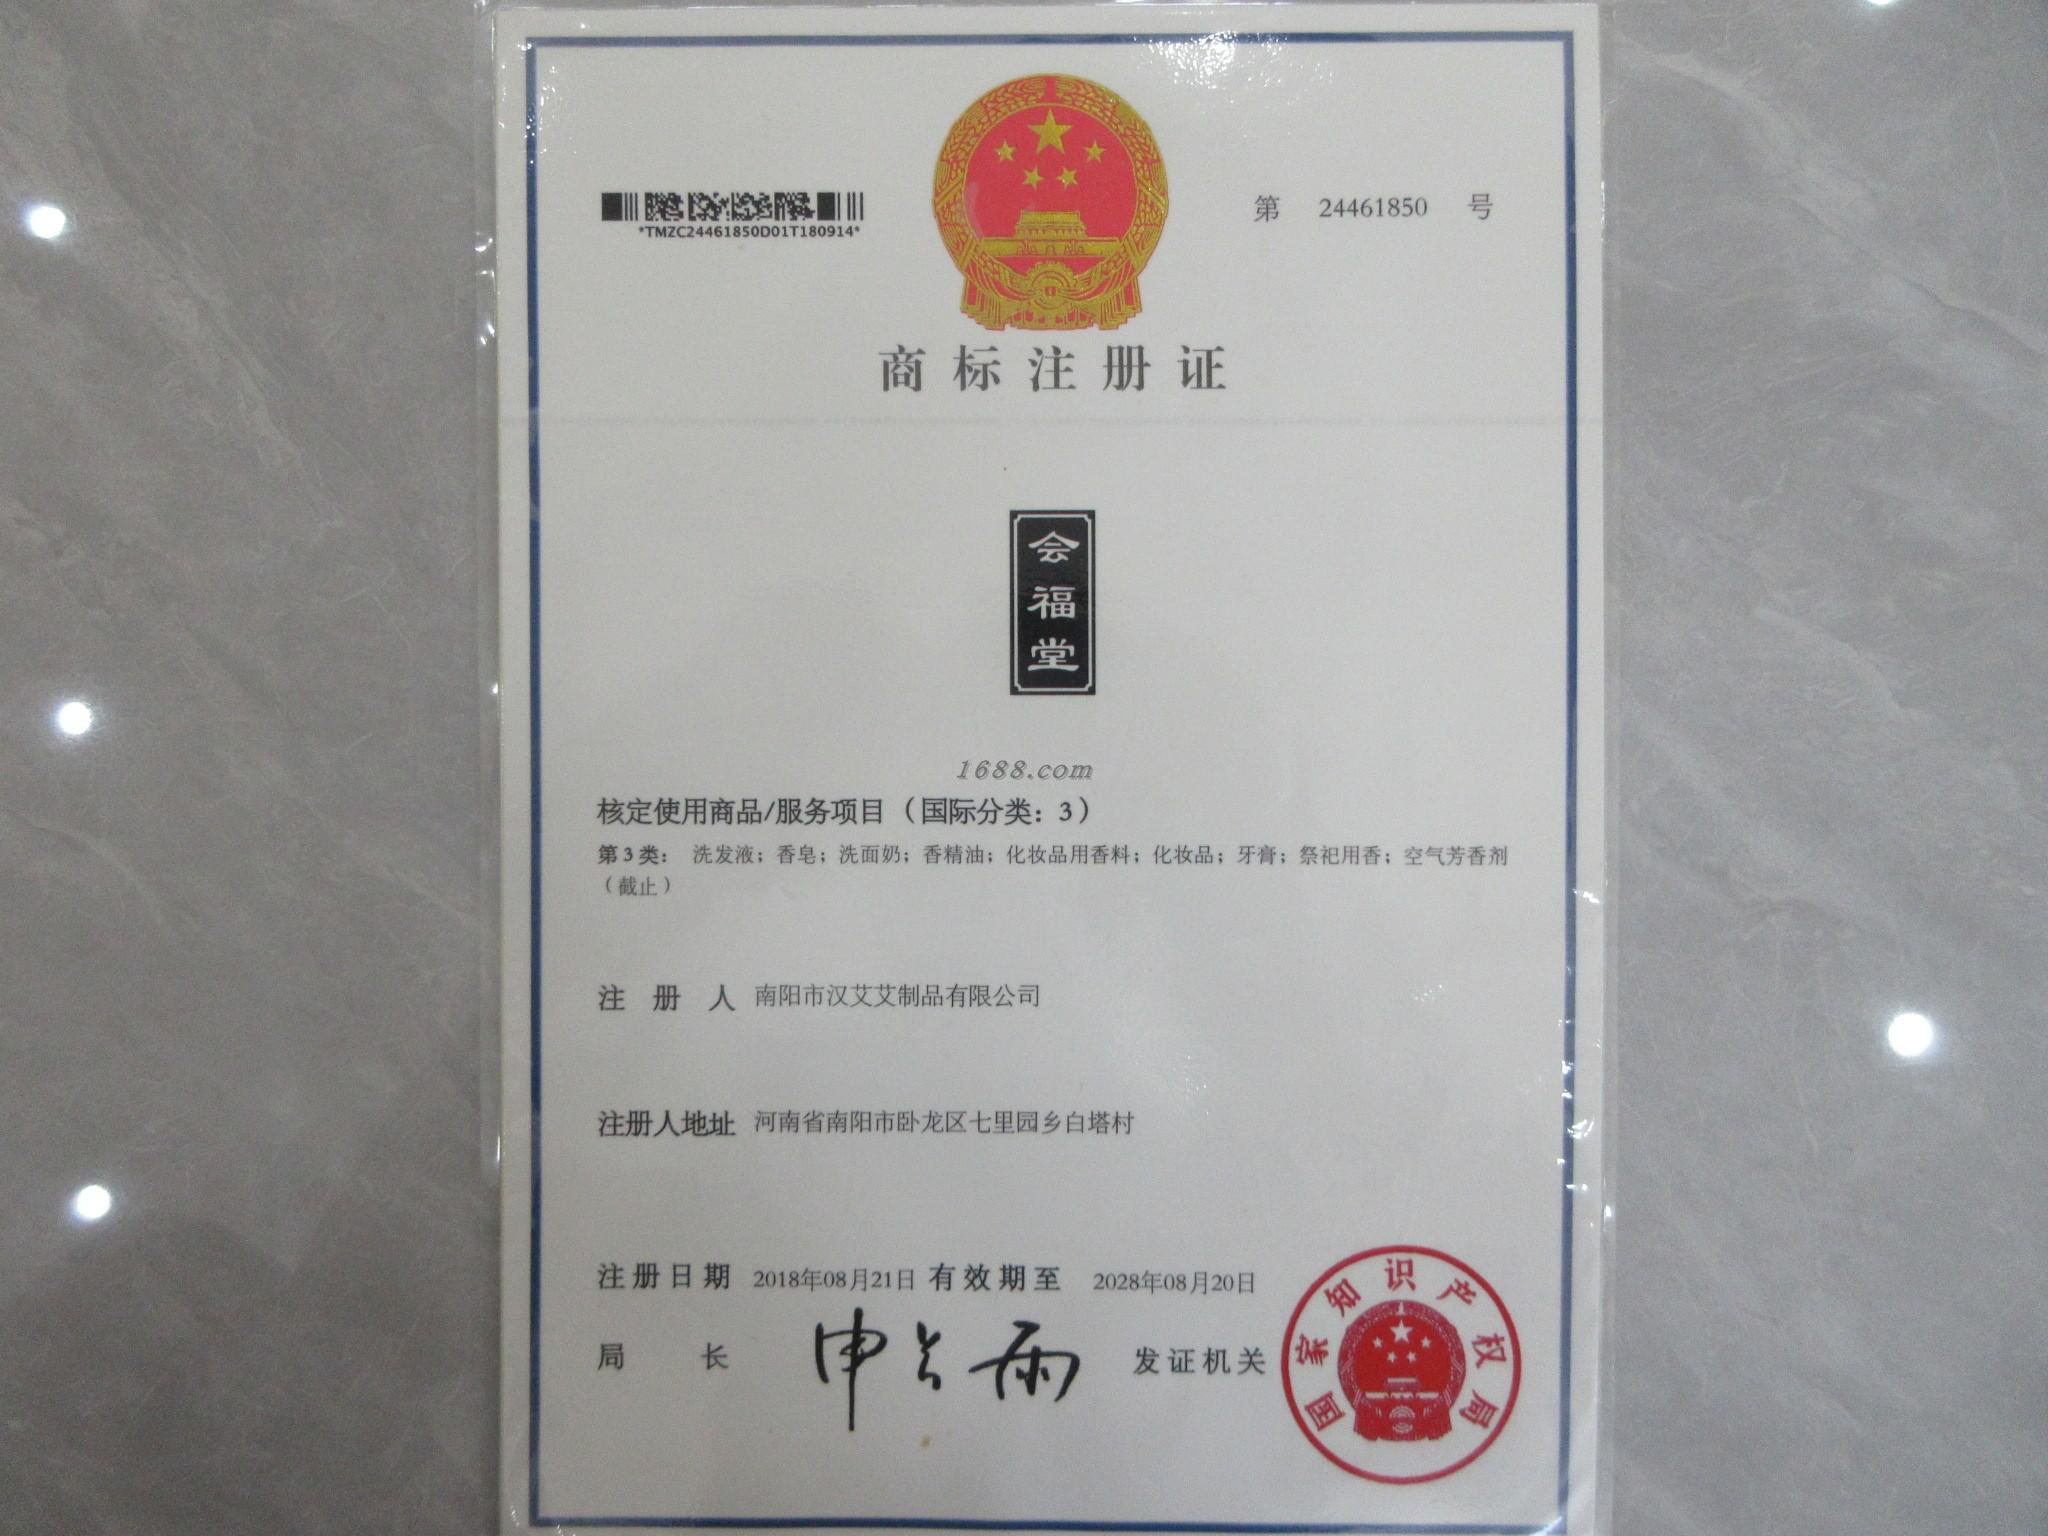 *TMZC24461850D01T180914*
第 24461850 号
商标注册证
会
福
堂
1688.com
核定使用商品/服务项目（国际分类：3）
第3类： 洗发液；香皂；洗面奶；香精油；化妆品用香料；化妆品；牙膏；祭祀用香；空气芳香剂
（截止）
注册人 南阳市汉艾艾制品有限公司
注册人地址 河南省南阳市卧龙区七里园乡白塔村
注册日期 2018年08月21日 有效期至 2028年08月20日
局长 申长雨 发证机关
国家知识产权局